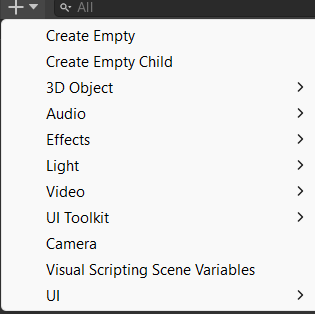 All
Create Empty
Create Empty Child
3D Object
Audio
Effects
Light
Video
UI Toolkit
Camera
Visual Scripting Scene Variables
UI